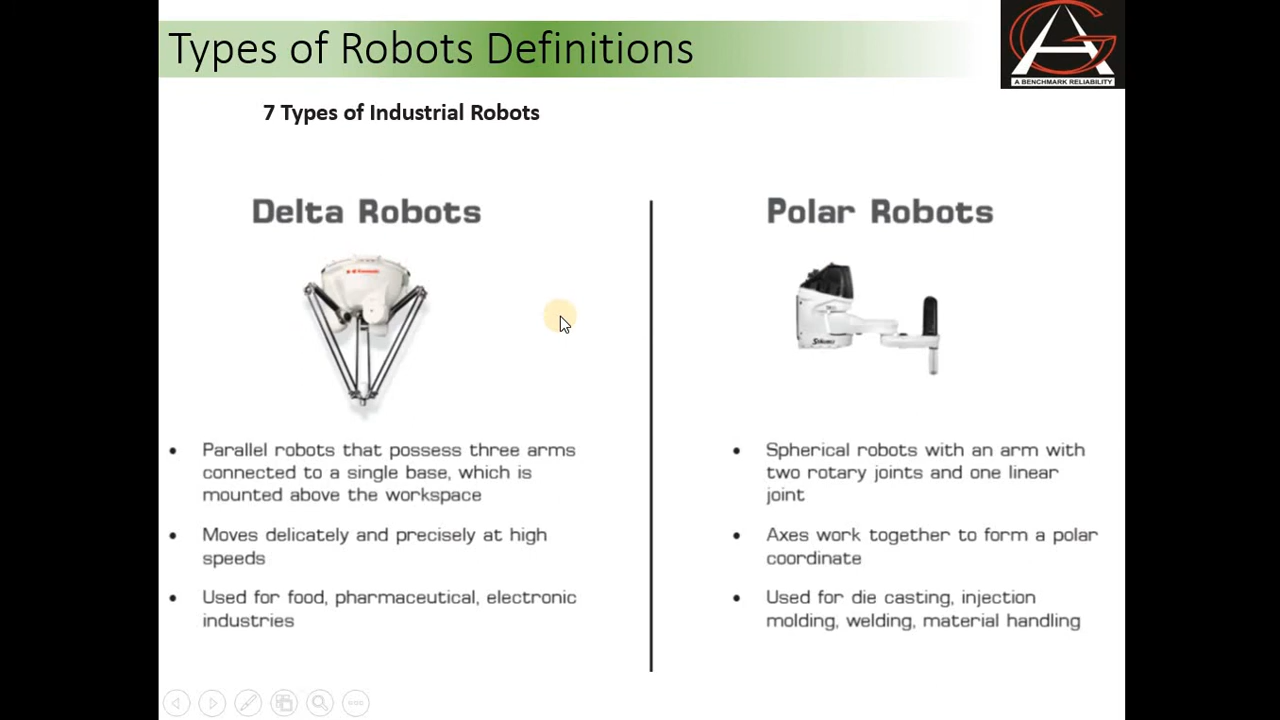 Types of Robots Definitions
A BENCHMARK RELIABILITY
7 Types of Industrial Robots
Delta Robots
Parallel robots that possess three arms
connected to a single base, which is
mounted above the workspace
Moves delicately and precisely at high
speeds
Used for food, pharmaceutical, electronic
industries
Polar Robots
Spherical robots with an arm with
two rotary joints and one linear
joint
Axes work together to form a polar
coordinate
Used for die casting, injection
molding, welding, material handling